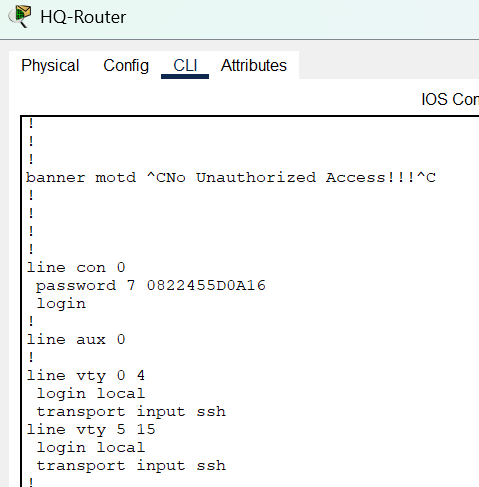 HQ-Router
Physical Config CLI Attributes
IOS Com
!
!
!
banner motd ^CNo Unauthorized Access!!!^C
!
!
!
!
line con 0
 password 7 0822455D0A16
 login
!
line aux 0
!
line vty 0 4
 login local
 transport input ssh
line vty 5 15
 login local
 transport input ssh
!